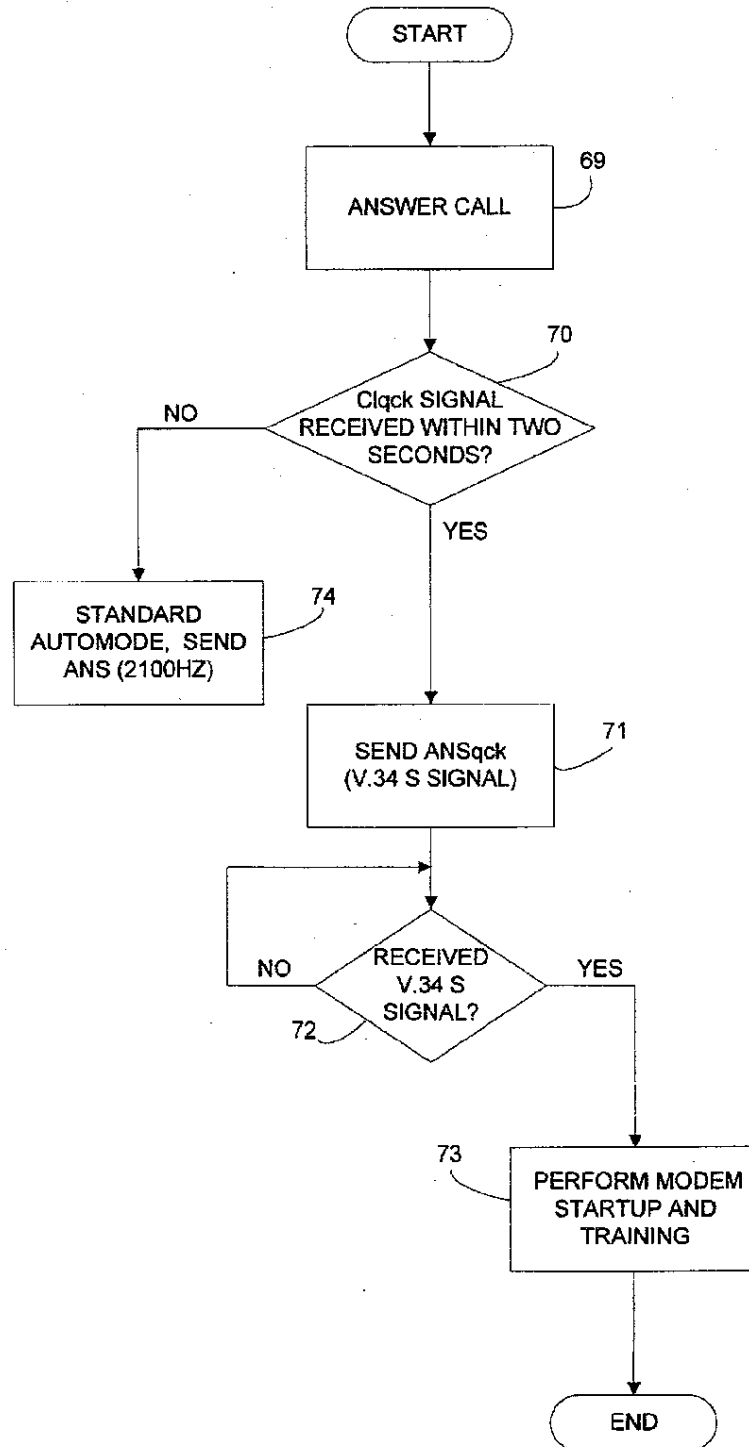 START
69
ANSWER CALL
70
CIqck SIGNAL
RECEIVED WITHIN TWO
SECONDS?
NO
YES
74
STANDARD
AUTOMODE, SEND
ANS (2100HZ)
71
SEND ANSqck
(V.34 S SIGNAL)
RECEIVED
V.34 S
SIGNAL?
NO
YES
72
73
PERFORM MODEM
STARTUP AND
TRAINING
END